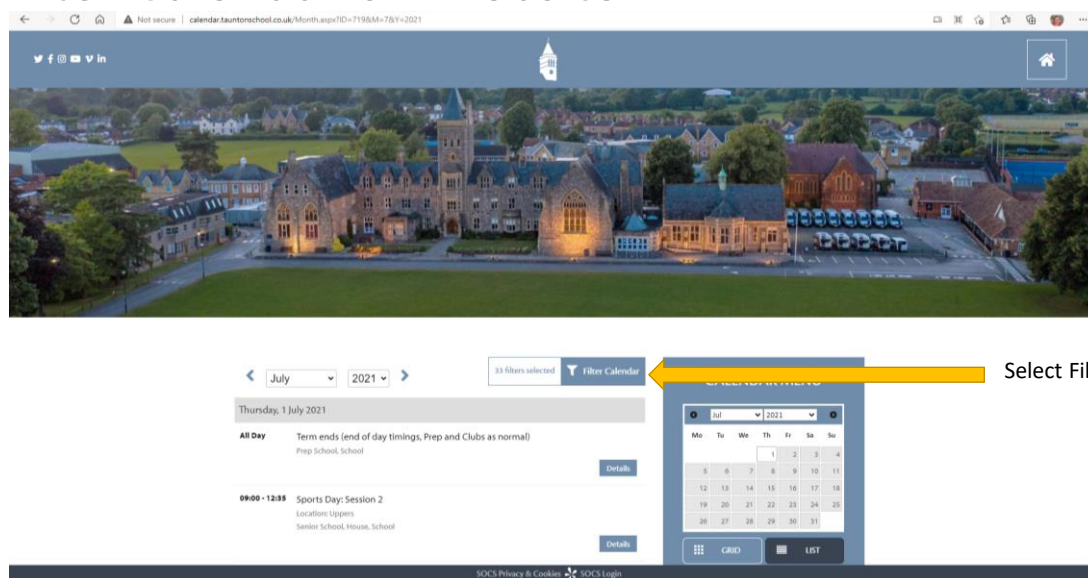 Not secure | calendar.tauntonschool.co.uk/Month.aspx?ID=719&M=7&Y=2021
33 filters selected Filter Calendar
July 2021
Select Fil
Thursday, 1 July 2021
All Day Term ends (end of day timings, Prep and Clubs as normal)
Prep School, School
Details
09:00 - 12:35 Sports Day: Session 2
Location: Uppers
Senior School, House, School
Details
Jul 2021
Mo Tu We Th Fr Sa Su
1 2 3 4
5 6 7 8 9 10 11
12 13 14 15 16 17 18
19 20 21 22 23 24 25
26 27 28 29 30 31
GRID LIST
SOCS Privacy & Cookies SOCS Login